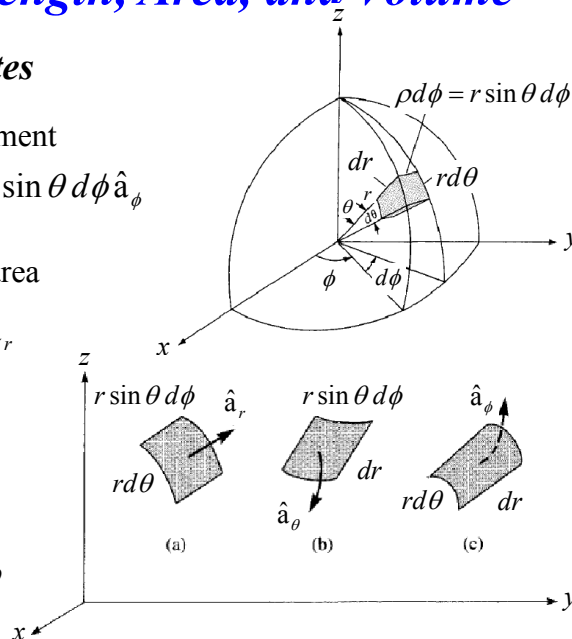 ength, Area, and Volume
tes
ment
sin θ dϕ â_ϕ
rea
r
z
ρdϕ = r sin θ dϕ
dr
rdθ
r
θ
dθ
y
ϕ
dϕ
x
z
r sin θ dϕ
â_r
rdθ
(a)
r sin θ dϕ
dr
â_θ
(b)
â_ϕ
rdθ
dr
(c)
y
x